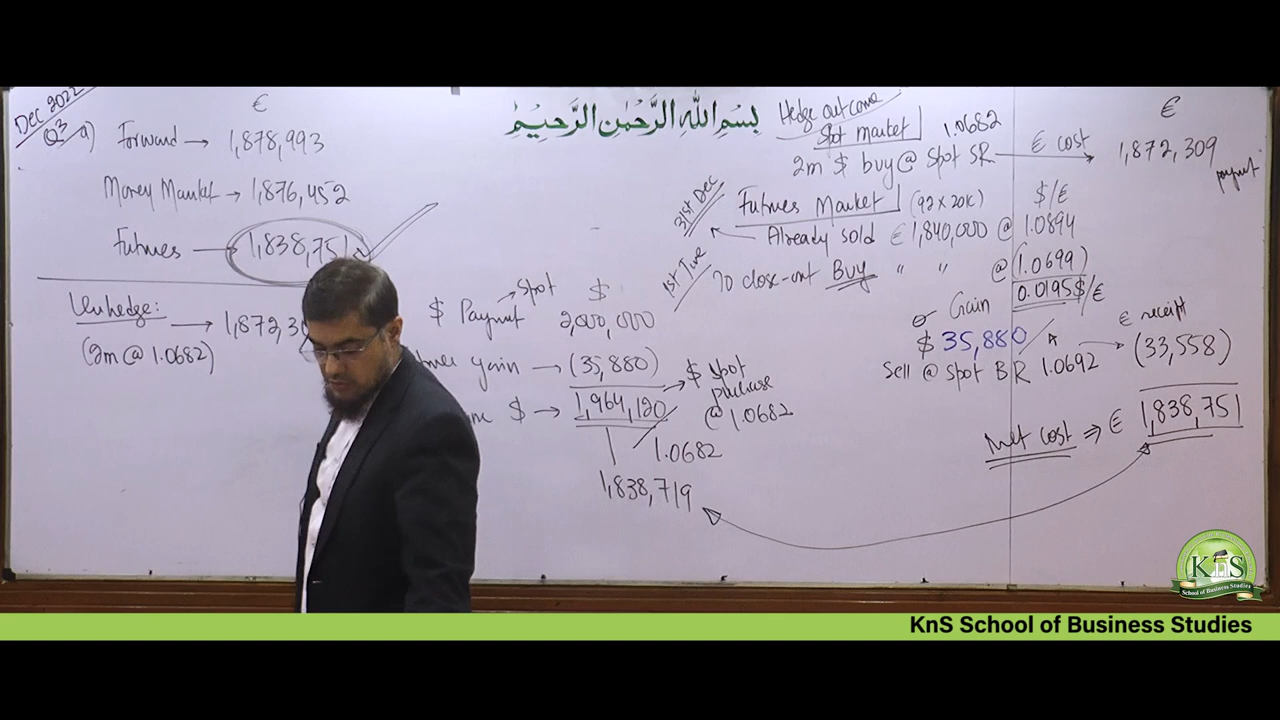 Dec 2022
Q3 a)
€
Forward → 1,878,993
Money Market → 1,876,452
Futures → 1,838,751
Unhedge:
(2m @ 1.0682) → 1,872,30
بِسْمِ اللهِ الرَّحْمٰنِ الرَّحِيْمِ
→ Spot
$ Paymt
$
2,000,000
gain → (35,880)
$ → 1,964,120
→ $ Spot
purchase
@ 1.0682
1.0682
1,838,719
Hedge outcome
Spot Market
1.0682
2m $ buy @ Spot SR → € cost
€
1,872,309
paymt
31st Dec
Futures Market (92 x 20K) $/€
Already sold € 1,840,000 @ 1.0894
1st June
To close-out Buy " " @ (1.0699)
Gain 0.0195 $/€
$ 35,880
€ receipt
Sell @ Spot BR 1.0692 → (33,558)
Net cost ⇒ € 1,838,751
KnS
School of Business Studies
KnS School of Business Studies